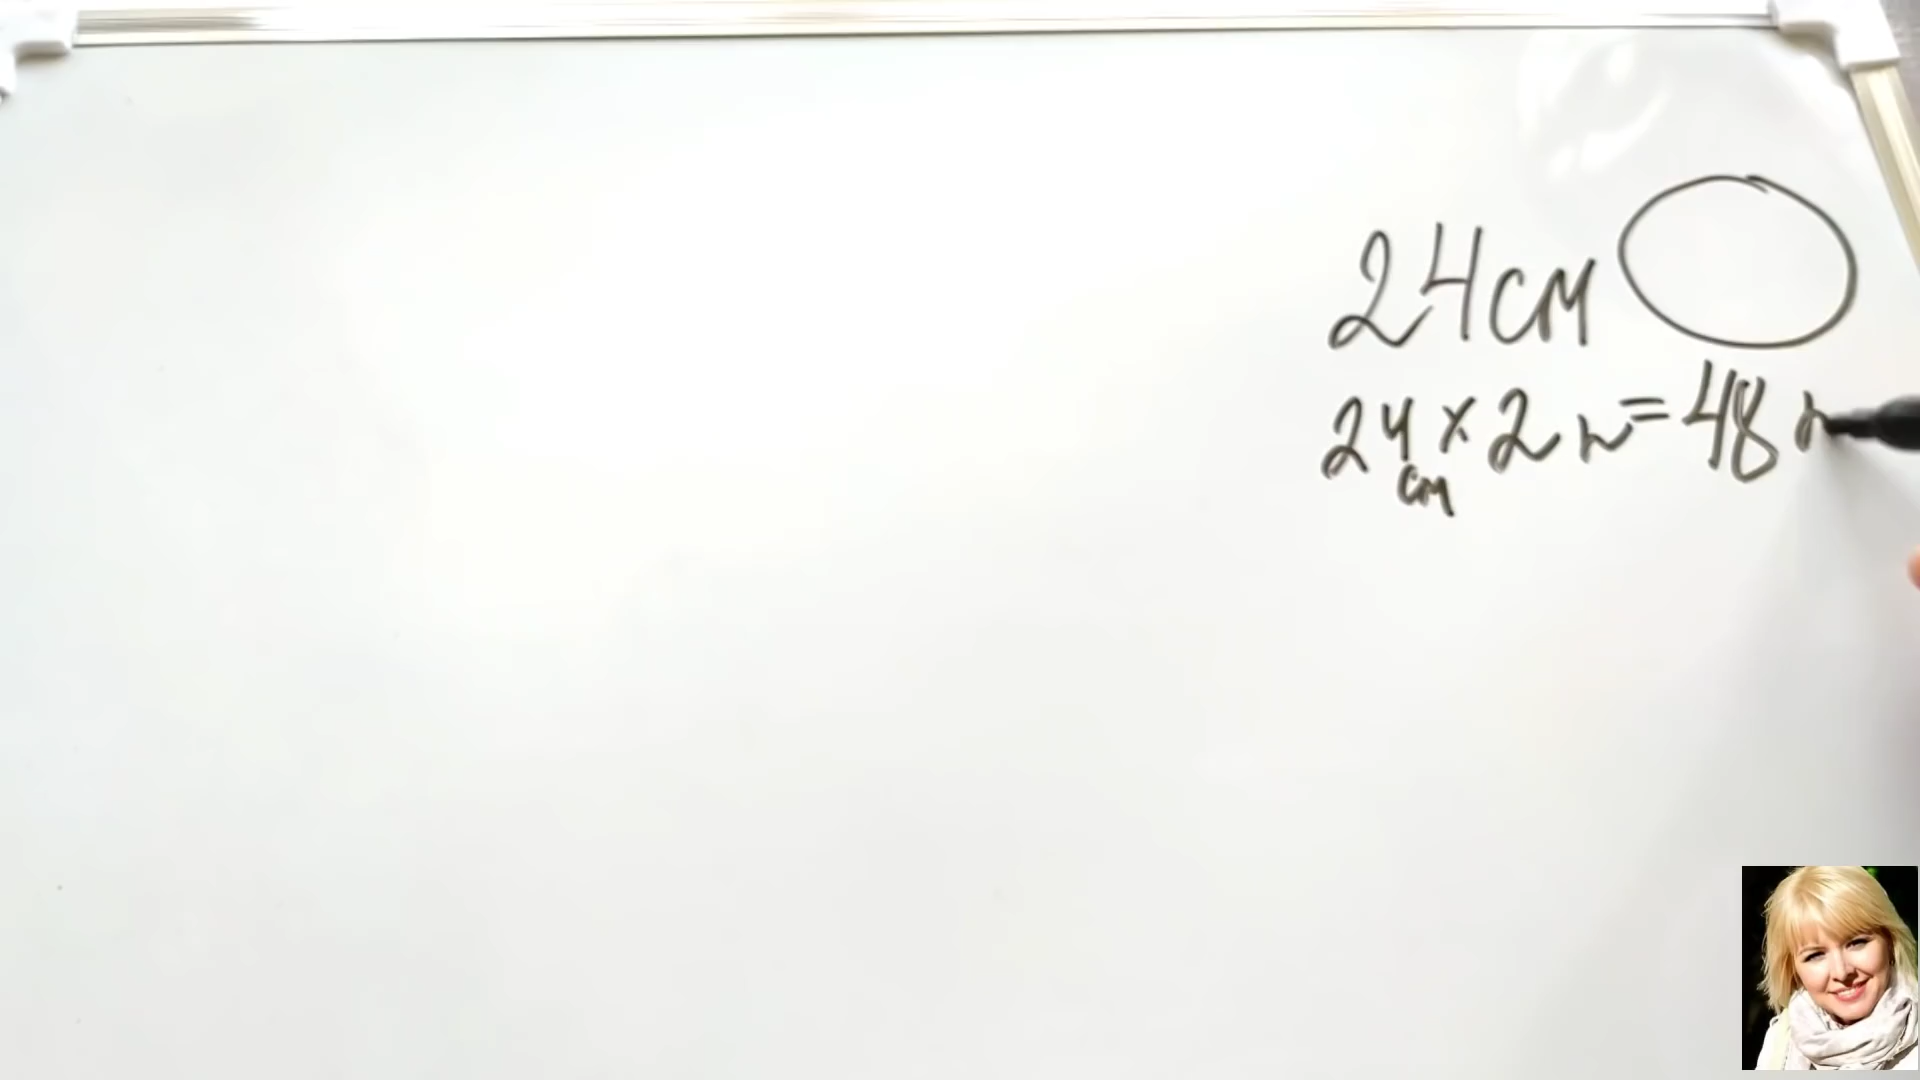 24см
24 x 2 п = 48 п
см